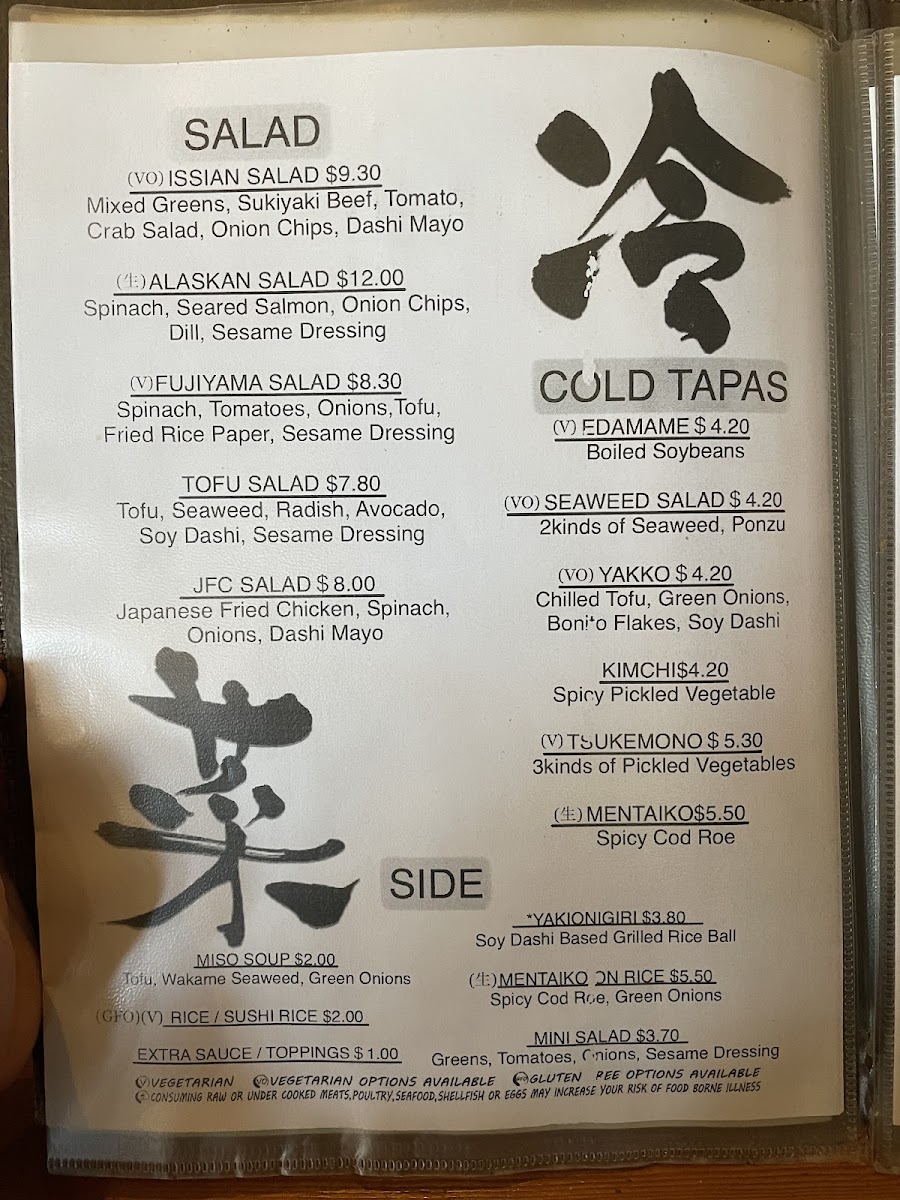 SALAD
(VO) ISSIAN SALAD $9.30
Mixed Greens, Sukiyaki Beef, Tomato,
Crab Salad, Onion Chips, Dashi Mayo
(生)ALASKAN SALAD $12.00
Spinach, Seared Salmon, Onion Chips,
Dill, Sesame Dressing
(V)FUJIYAMA SALAD $8.30
Spinach, Tomatoes, Onions,Tofu,
Fried Rice Paper, Sesame Dressing
TOFU SALAD $7.80
Tofu, Seaweed, Radish, Avocado,
Soy Dashi, Sesame Dressing
JFC SALAD $8.00
Japanese Fried Chicken, Spinach,
Onions, Dashi Mayo
菜
冷
COLD TAPAS
(V) EDAMAME $4.20
Boiled Soybeans
(VO) SEAWEED SALAD $4.20
2kinds of Seaweed, Ponzu
(VO) YAKKO $4.20
Chilled Tofu, Green Onions,
Bonito Flakes, Soy Dashi
KIMCHI$4.20
Spicy Pickled Vegetable
(V) TSUKEMONO $5.30
3kinds of Pickled Vegetables
(生)MENTAIKO$5.50
Spicy Cod Roe
SIDE
MISO SOUP $2.00
Tofu, Wakame Seaweed, Green Onions
(GFO)(V) RICE / SUSHI RICE $2.00
EXTRA SAUCE / TOPPINGS $1.00
*YAKIONIGIRI $3.80
Soy Dashi Based Grilled Rice Ball
(生)MENTAIKO ON RICE $5.50
Spicy Cod Roe, Green Onions
MINI SALAD $3.70
Greens, Tomatoes, Onions, Sesame Dressing
(V)VEGETARIAN (VO)VEGETARIAN OPTIONS AVAILABLE (GFO)GLUTEN REE OPTIONS AVAILABLE
(生)CONSUMING RAW OR UNDER COOKED MEATS,POULTRY,SEAFOOD,SHELLFISH OR EGGS MAY INCREASE YOUR RISK OF FOOD BORNE ILLNESS